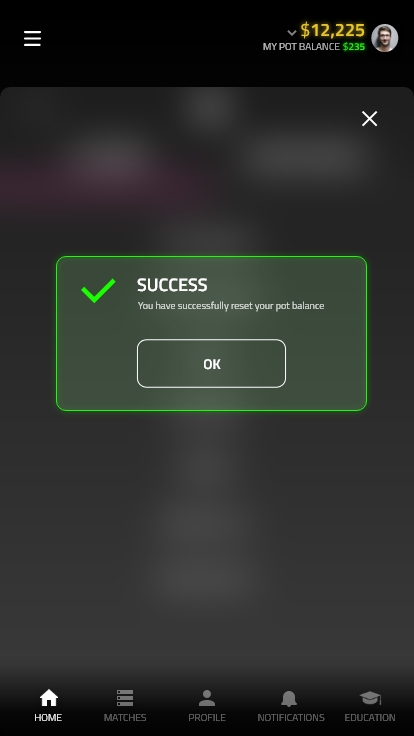 $12,225
MY POT BALANCE $235
SUCCESS
You have successfully reset your pot balance
OK
HOME MATCHES PROFILE NOTIFICATIONS EDUCATION